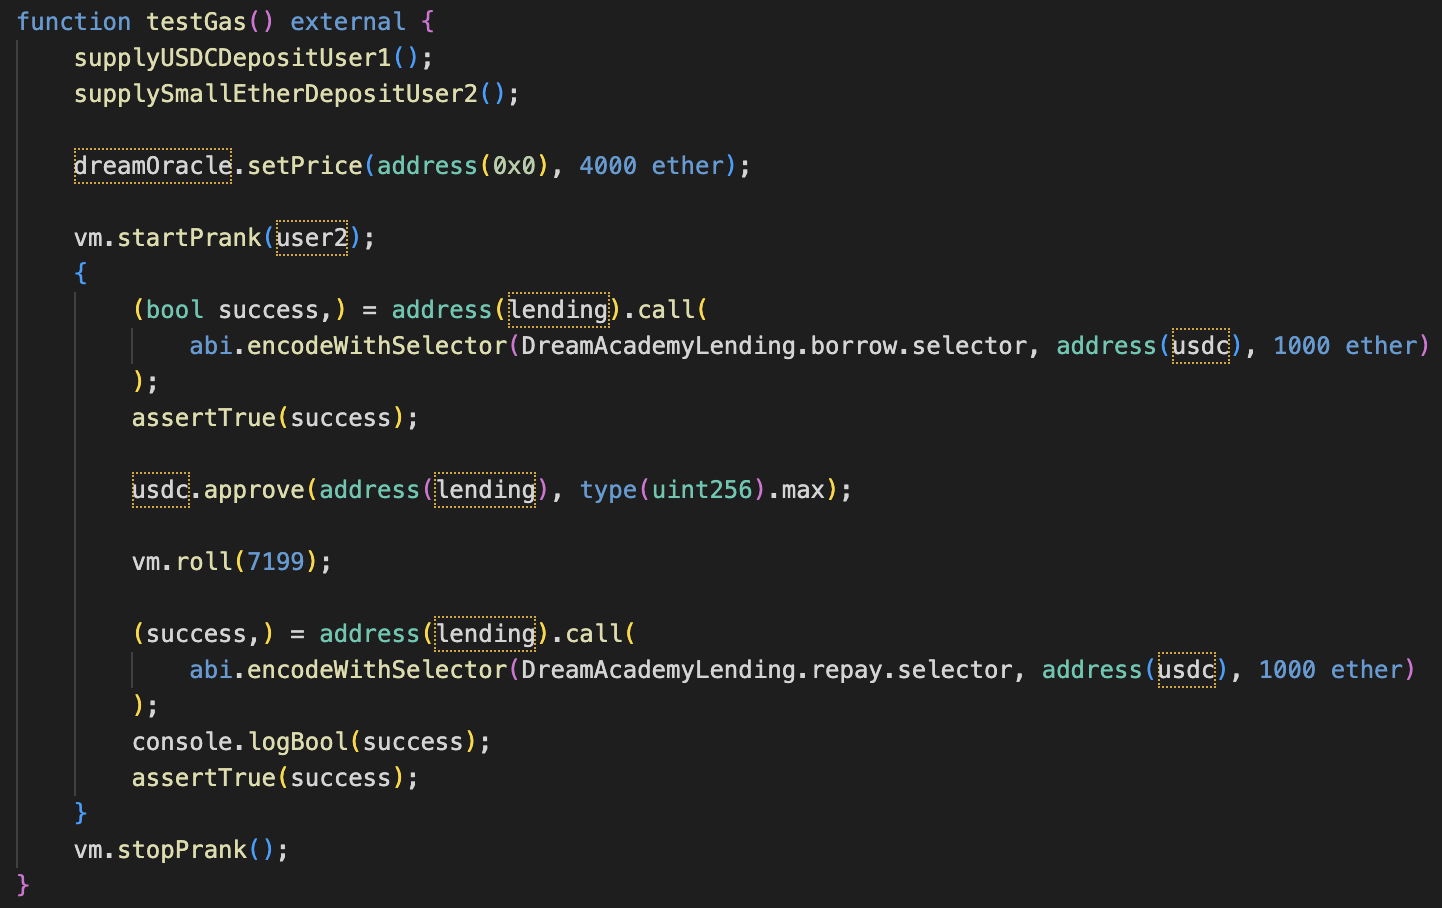 function testGas() external {
supplyUSDCDepositUser1();
supplySmallEtherDepositUser2();
dreamOracle.setPrice(address(0x0), 4000 ether);
vm.startPrank(user2);
{
(bool success,) = address(lending).call(
abi.encodeWithSelector(DreamAcademyLending.borrow.selector, address(usdc), 1000 ether)
);
assertTrue(success);
usdc.approve(address(lending), type(uint256).max);
vm.roll(7199);
(success,) = address(lending).call(
abi.encodeWithSelector(DreamAcademyLending.repay.selector, address(usdc), 1000 ether)
);
console.logBool(success);
assertTrue(success);
}
vm.stopPrank();
}